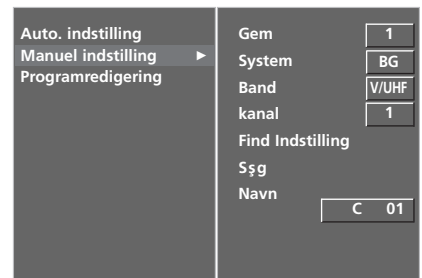 Auto. indstilling
Manuel indstilling ►
Programredigering
Gem 1
System BG
Band V/UHF
kanal 1
Find Indstilling
Sşg
Navn
C 01